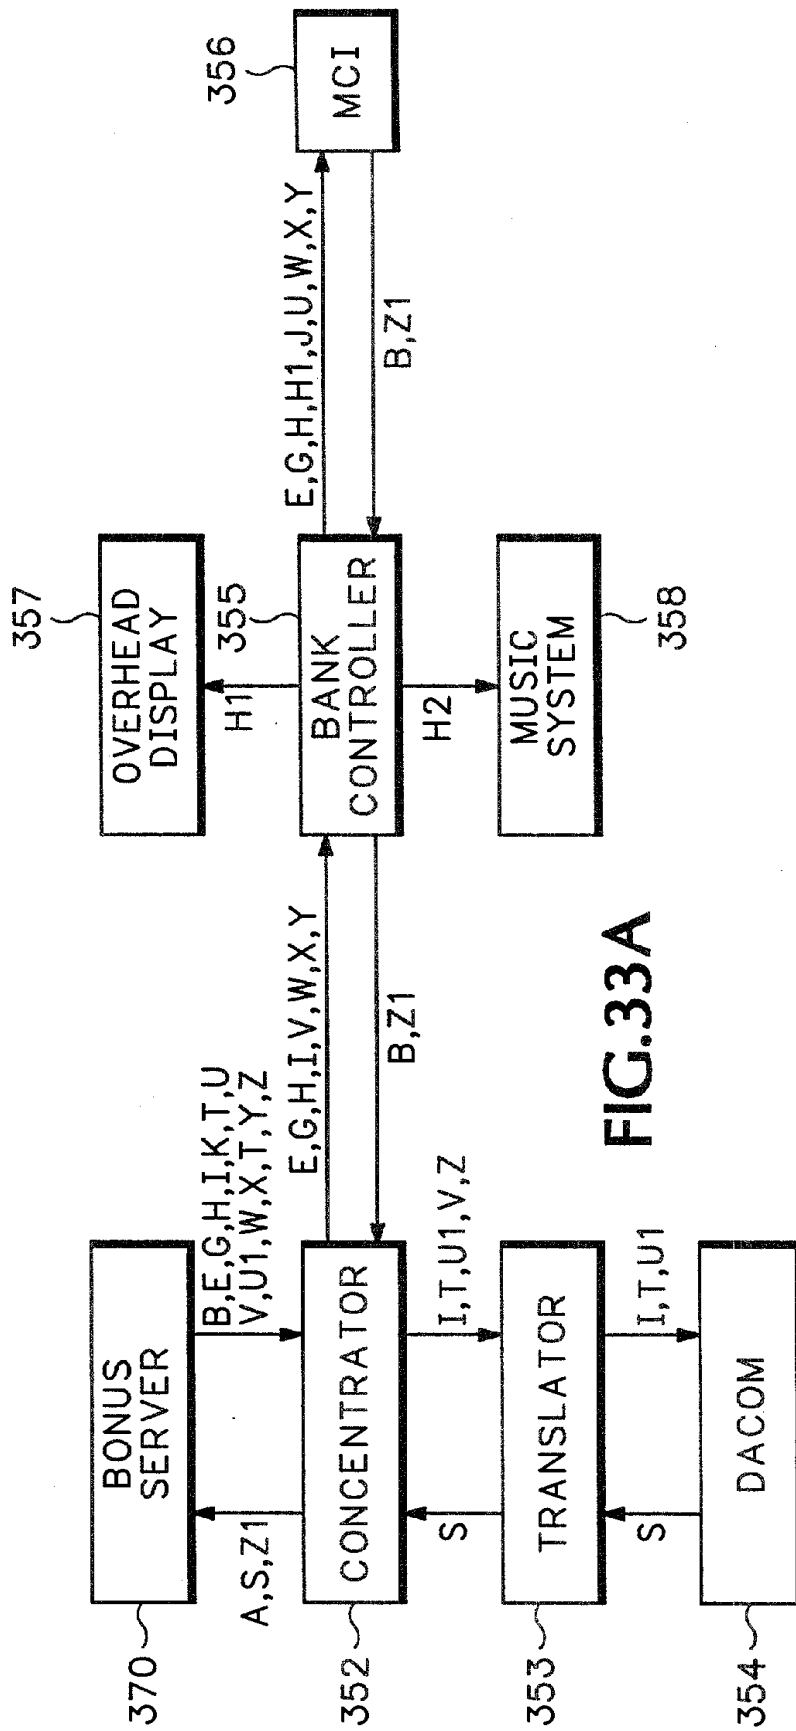 370
BONUS
SERVER
A,S,Z1
B,E,G,H,I,K,T,U
V,U1,W,X,T,Y,Z
352
CONCENTRATOR
E,G,H,I,V,W,X,Y
B,Z1
S
I,T,U1,V,Z
353
TRANSLATOR
S
I,T,U1
354
DACOM
357
OVERHEAD
DISPLAY
H1
355
BANK
CONTROLLER
H2
MUSIC
SYSTEM
358
E,G,H,H1,J,U,W,X,Y
B,Z1
356
MCI
FIG.33A